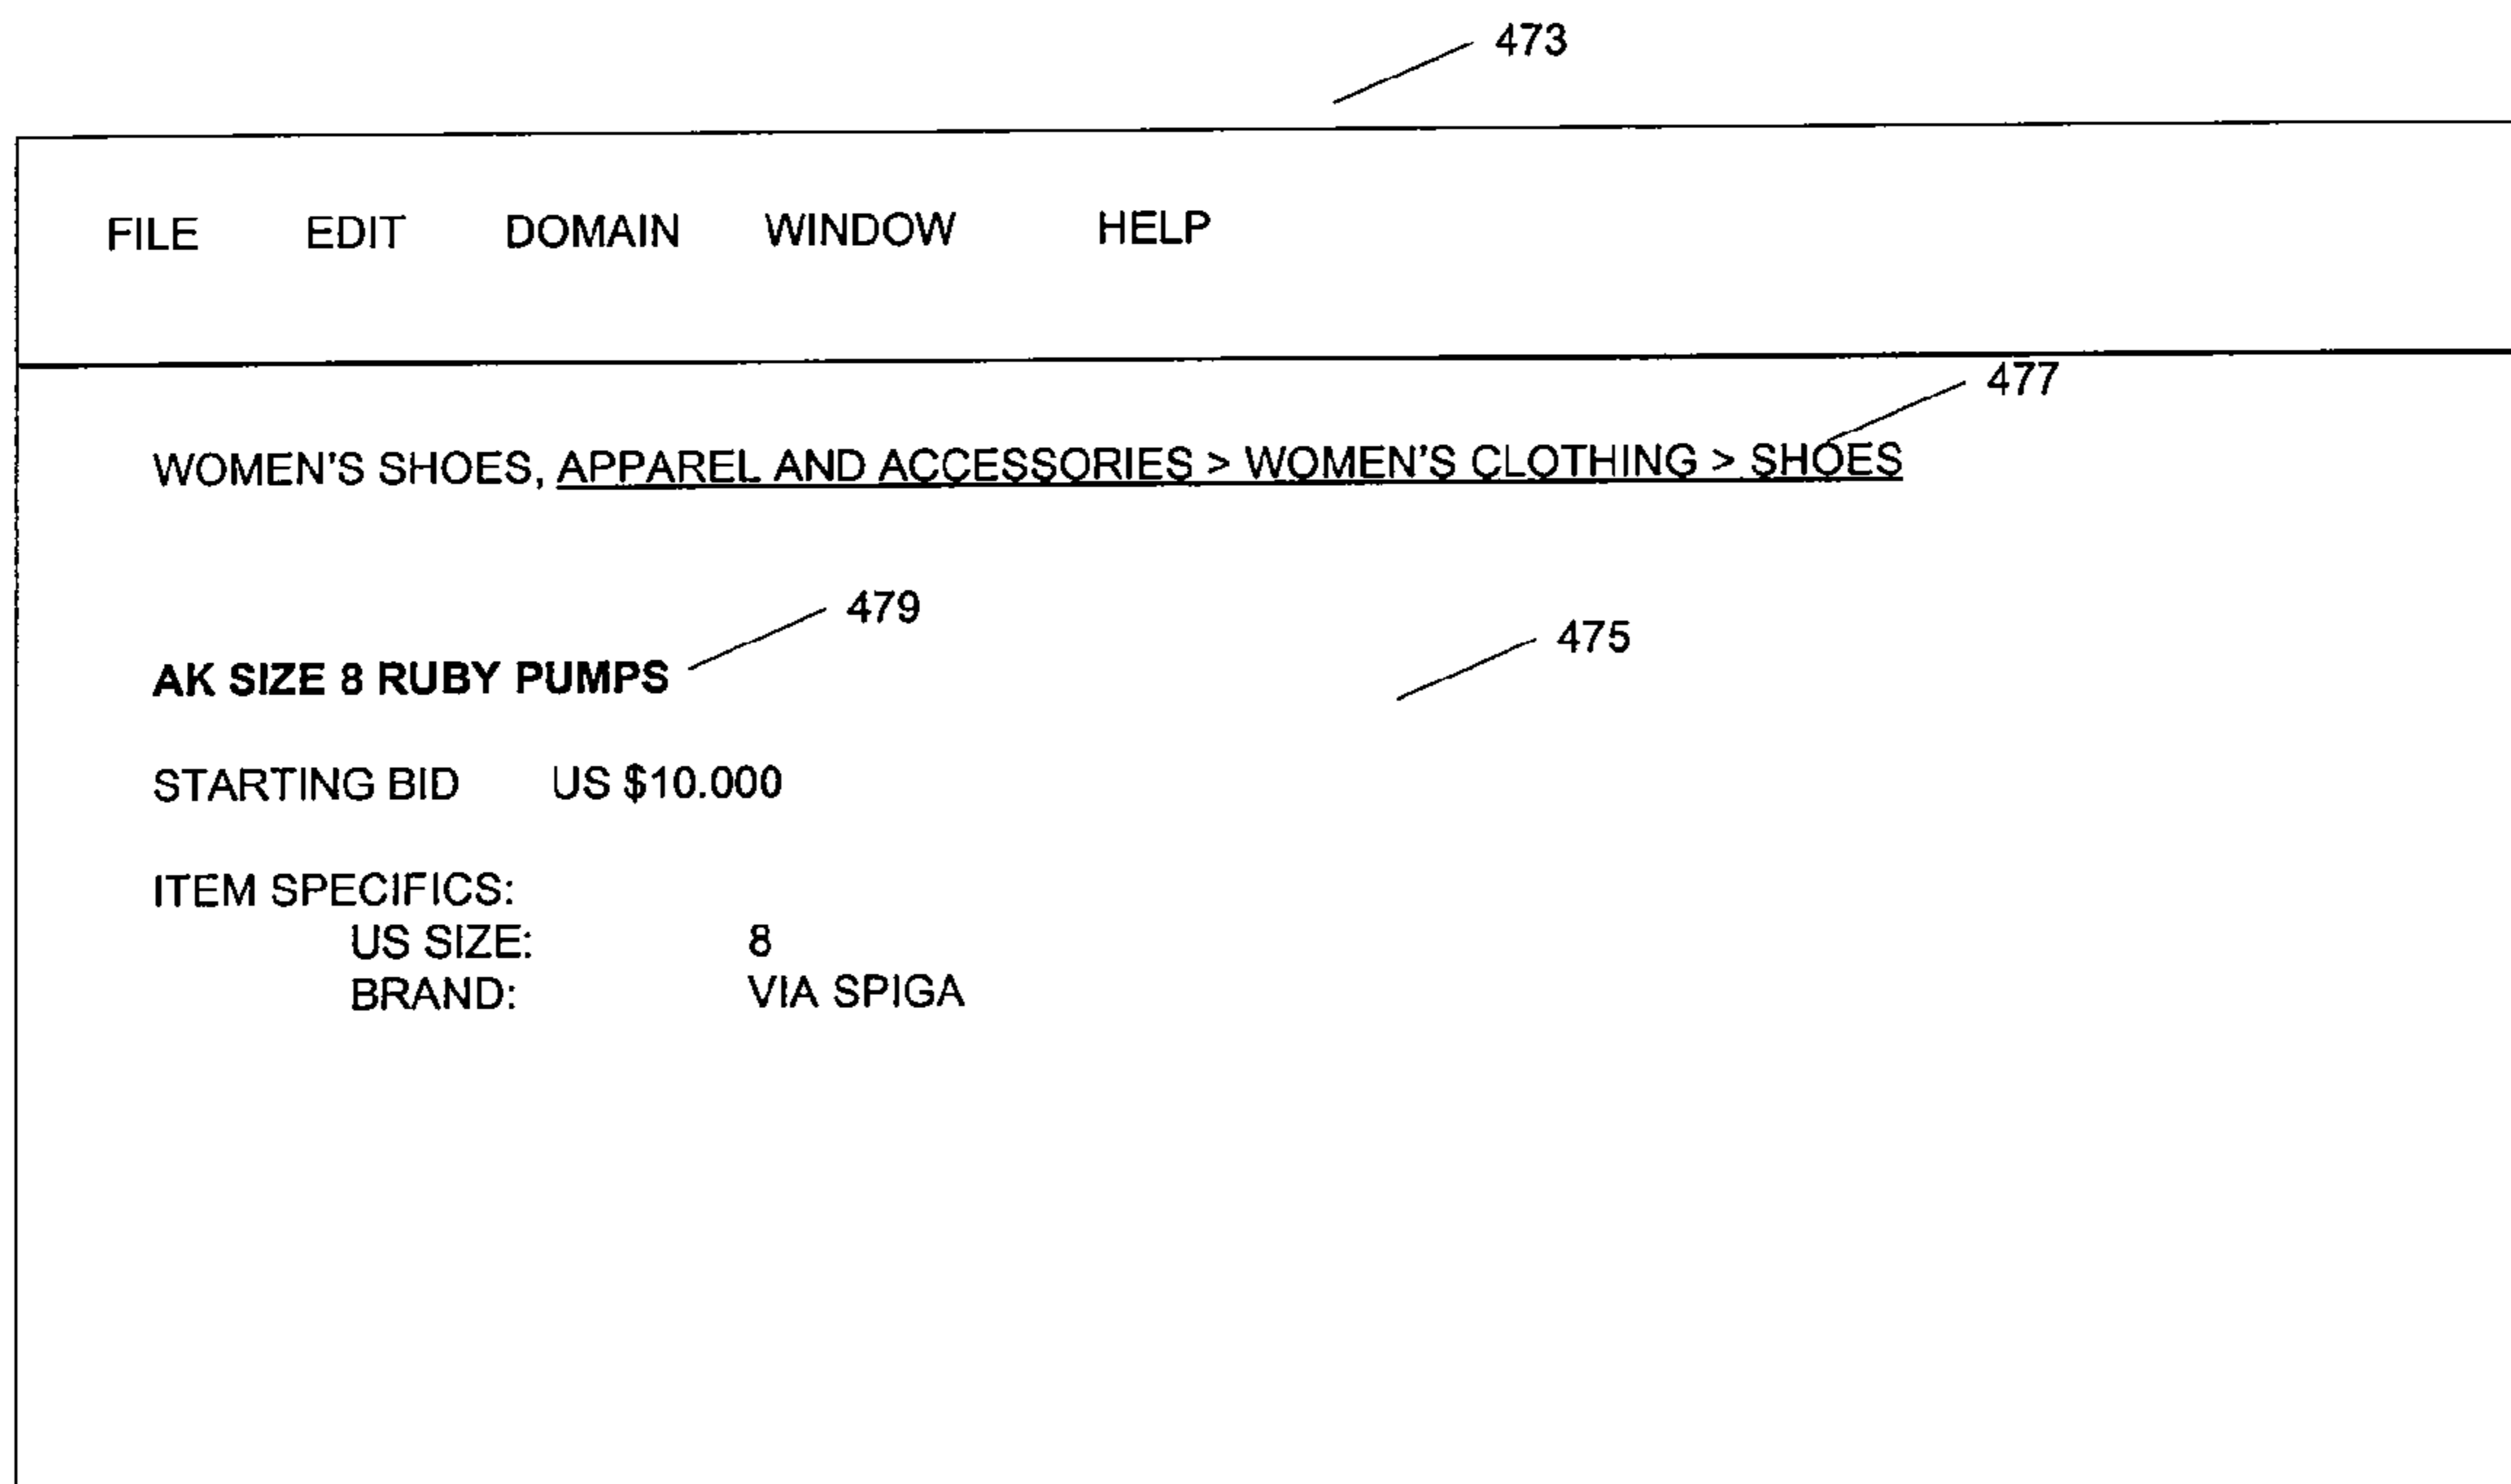 473
FILE EDIT DOMAIN WINDOW HELP
477
WOMEN'S SHOES, APPAREL AND ACCESSORIES > WOMEN'S CLOTHING > SHOES
479
475
AK SIZE 8 RUBY PUMPS
STARTING BID US $10.000
ITEM SPECIFICS:
US SIZE: 8
BRAND: VIA SPIGA